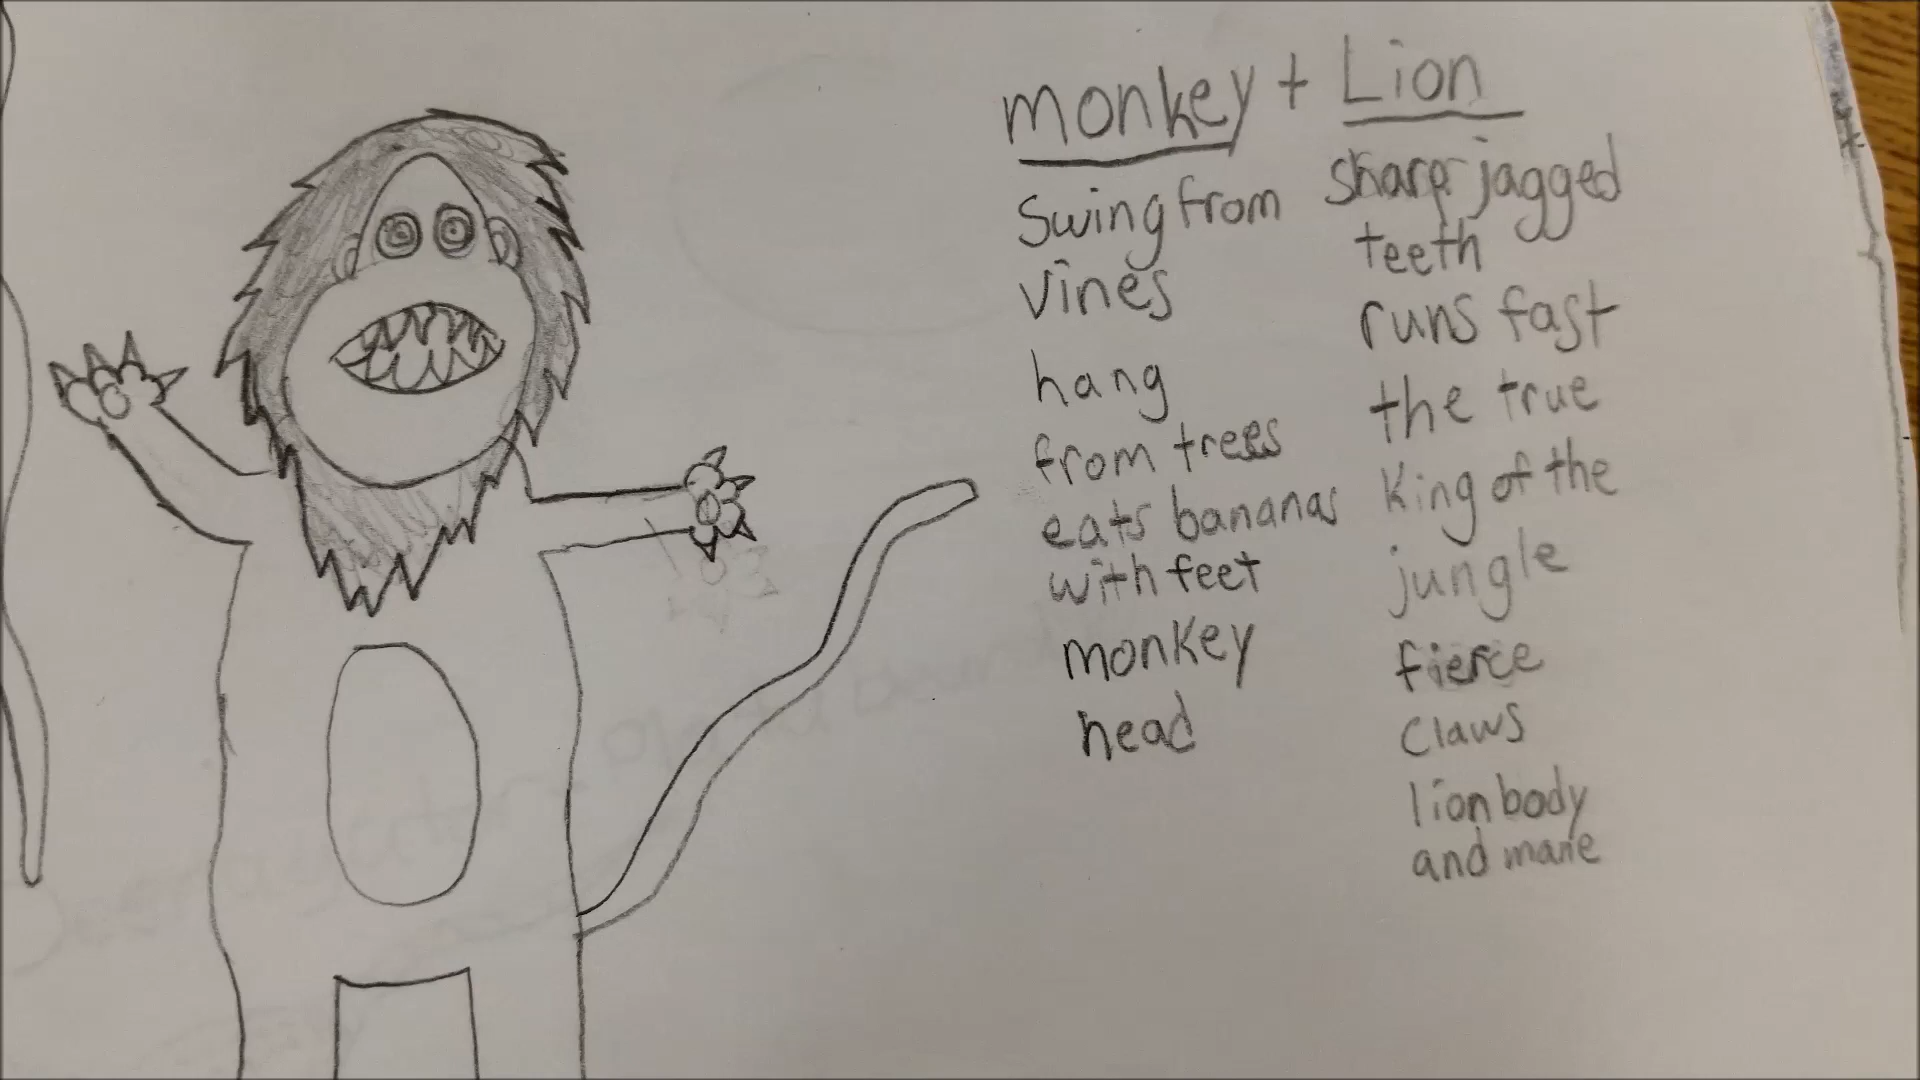 monkey + Lion
Swing from
vines
hang
from trees
eats bananas
with feet
monkey
head
sharp jagged
teeth
runs fast
the true
King of the
jungle
fierce
claws
lion body
and mane